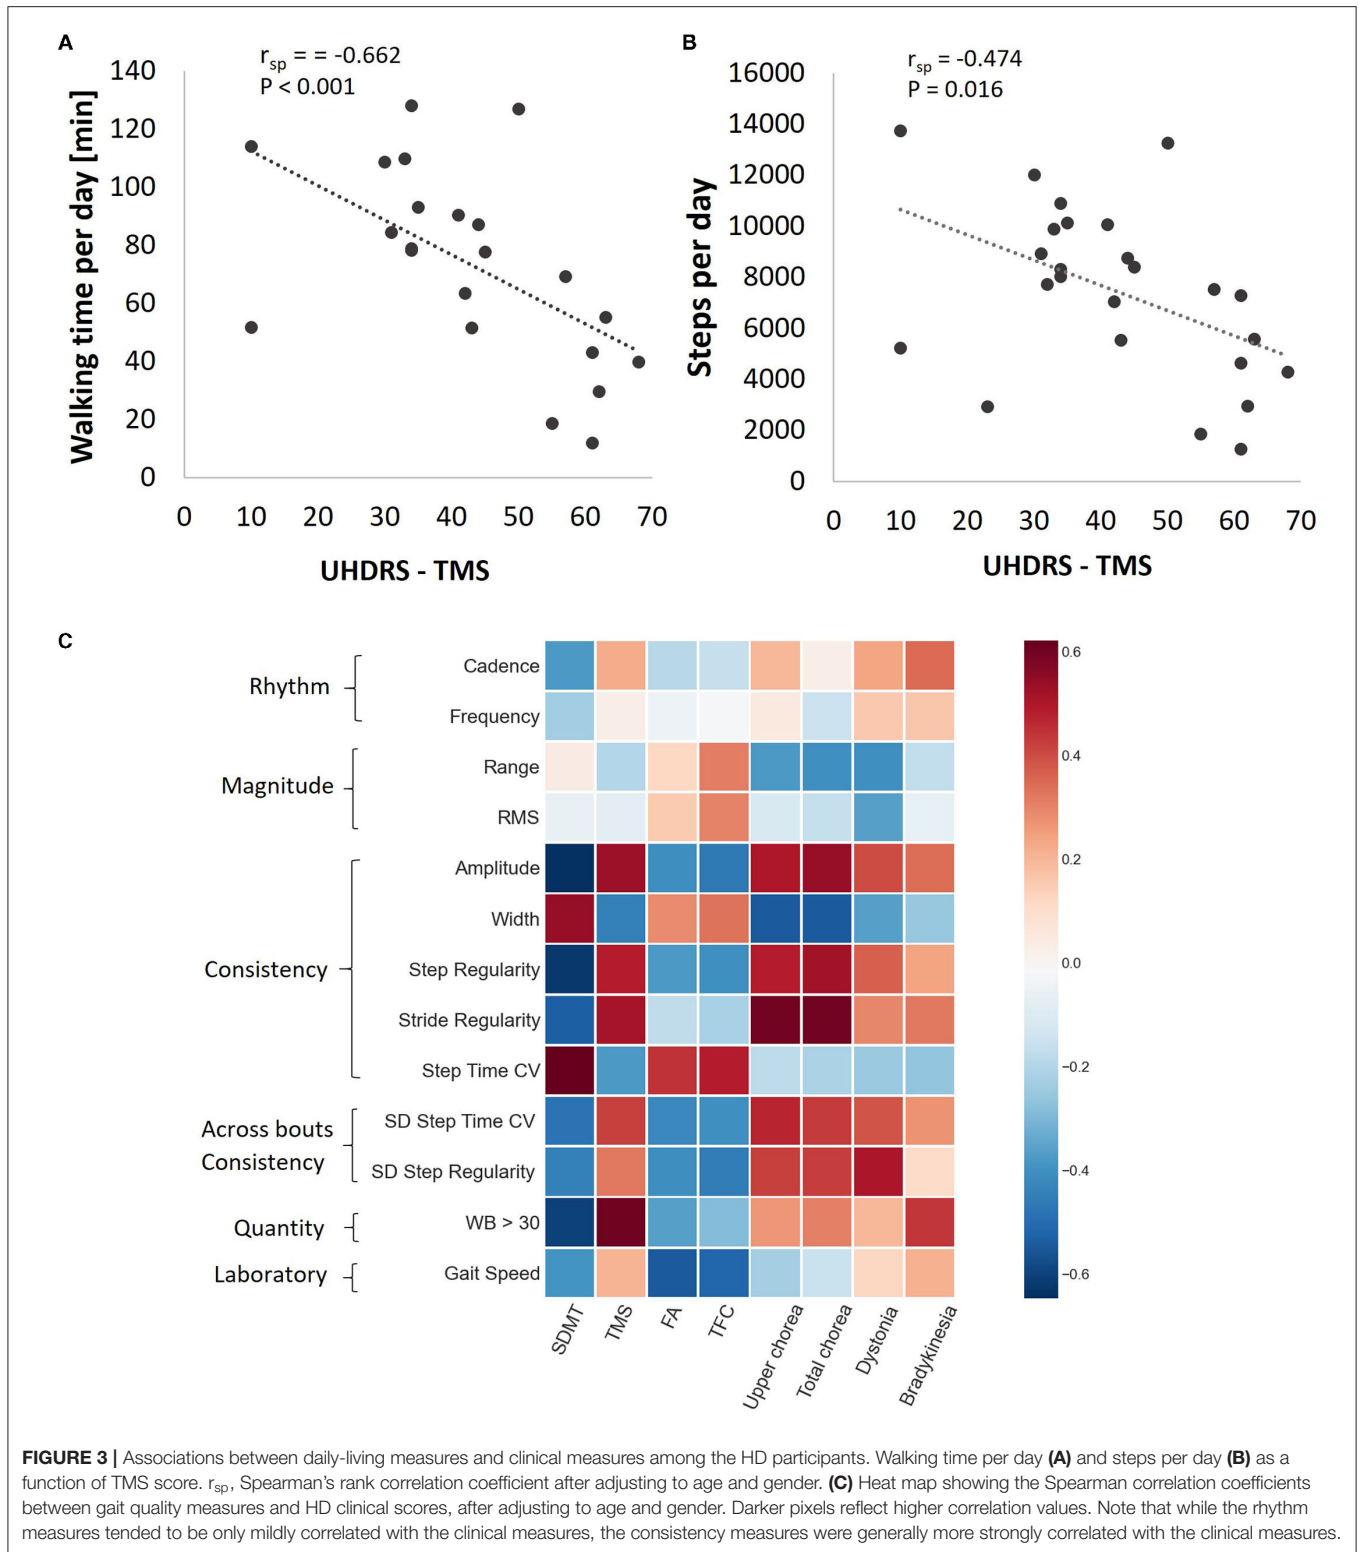 A
r_sp = = -0.662
P < 0.001
140
120
100
80
60
40
20
0
Walking time per day [min]
0 10 20 30 40 50 60 70
UHDRS - TMS
B
r_sp = -0.474
P = 0.016
16000
14000
12000
10000
8000
6000
4000
2000
0
Steps per day
0 10 20 30 40 50 60 70
UHDRS - TMS
C
Rhythm
Cadence
Frequency
Magnitude
Range
RMS
Consistency
Amplitude
Width
Step Regularity
Stride Regularity
Step Time CV
Across bouts
Consistency
SD Step Time CV
SD Step Regularity
Quantity
WB > 30
Laboratory
Gait Speed
SDMT
TMS
FA
TFC
Upper chorea
Total chorea
Dystonia
Bradykinesia
0.6
0.4
0.2
0.0
−0.2
−0.4
−0.6
FIGURE 3 | Associations between daily-living measures and clinical measures among the HD participants. Walking time per day (A) and steps per day (B) as a
function of TMS score. r_sp, Spearman's rank correlation coefficient after adjusting to age and gender. (C) Heat map showing the Spearman correlation coefficients
between gait quality measures and HD clinical scores, after adjusting to age and gender. Darker pixels reflect higher correlation values. Note that while the rhythm
measures tended to be only mildly correlated with the clinical measures, the consistency measures were generally more strongly correlated with the clinical measures.